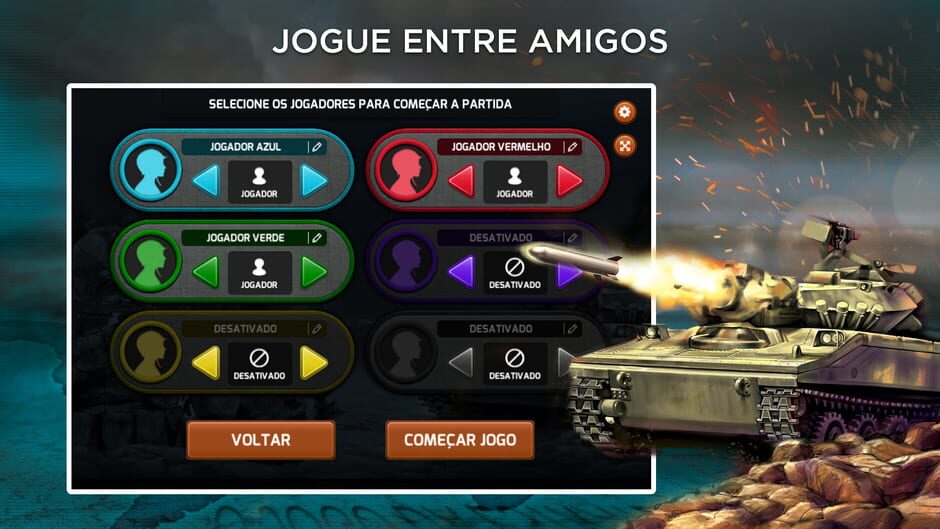 JOGUE ENTRE AMIGOS
SELECIONE OS JOGADORES PARA COMEÇAR A PARTIDA
JOGADOR AZUL
JOGADOR
JOGADOR VERMELHO
JOGADOR
JOGADOR VERDE
JOGADOR
DESATIVADO
DESATIVADO
DESATIVADO
DESATIVADO
DESATIVADO
DESATIVADO
VOLTAR
COMEÇAR JOGO